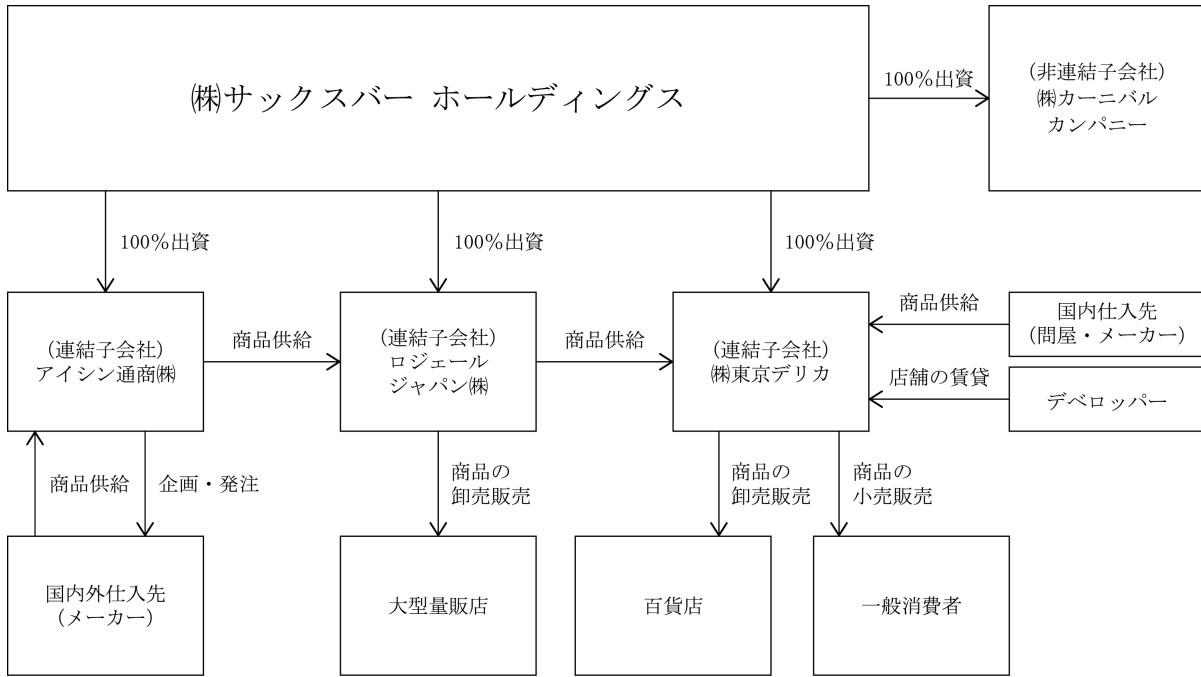 ㈱サックスバー ホールディングス
100％出資
(非連結子会社)
㈱カーニバル
カンパニー
100％出資
100％出資
100％出資
(連結子会社)
アイシン通商㈱
商品供給
(連結子会社)
ロジェール
ジャパン㈱
商品供給
(連結子会社)
㈱東京デリカ
商品供給
国内仕入先
(問屋・メーカー)
店舗の賃貸
デベロッパー
商品供給
企画・発注
商品の
卸売販売
商品の
卸売販売
商品の
小売販売
国内外仕入先
(メーカー)
大型量販店
百貨店
一般消費者